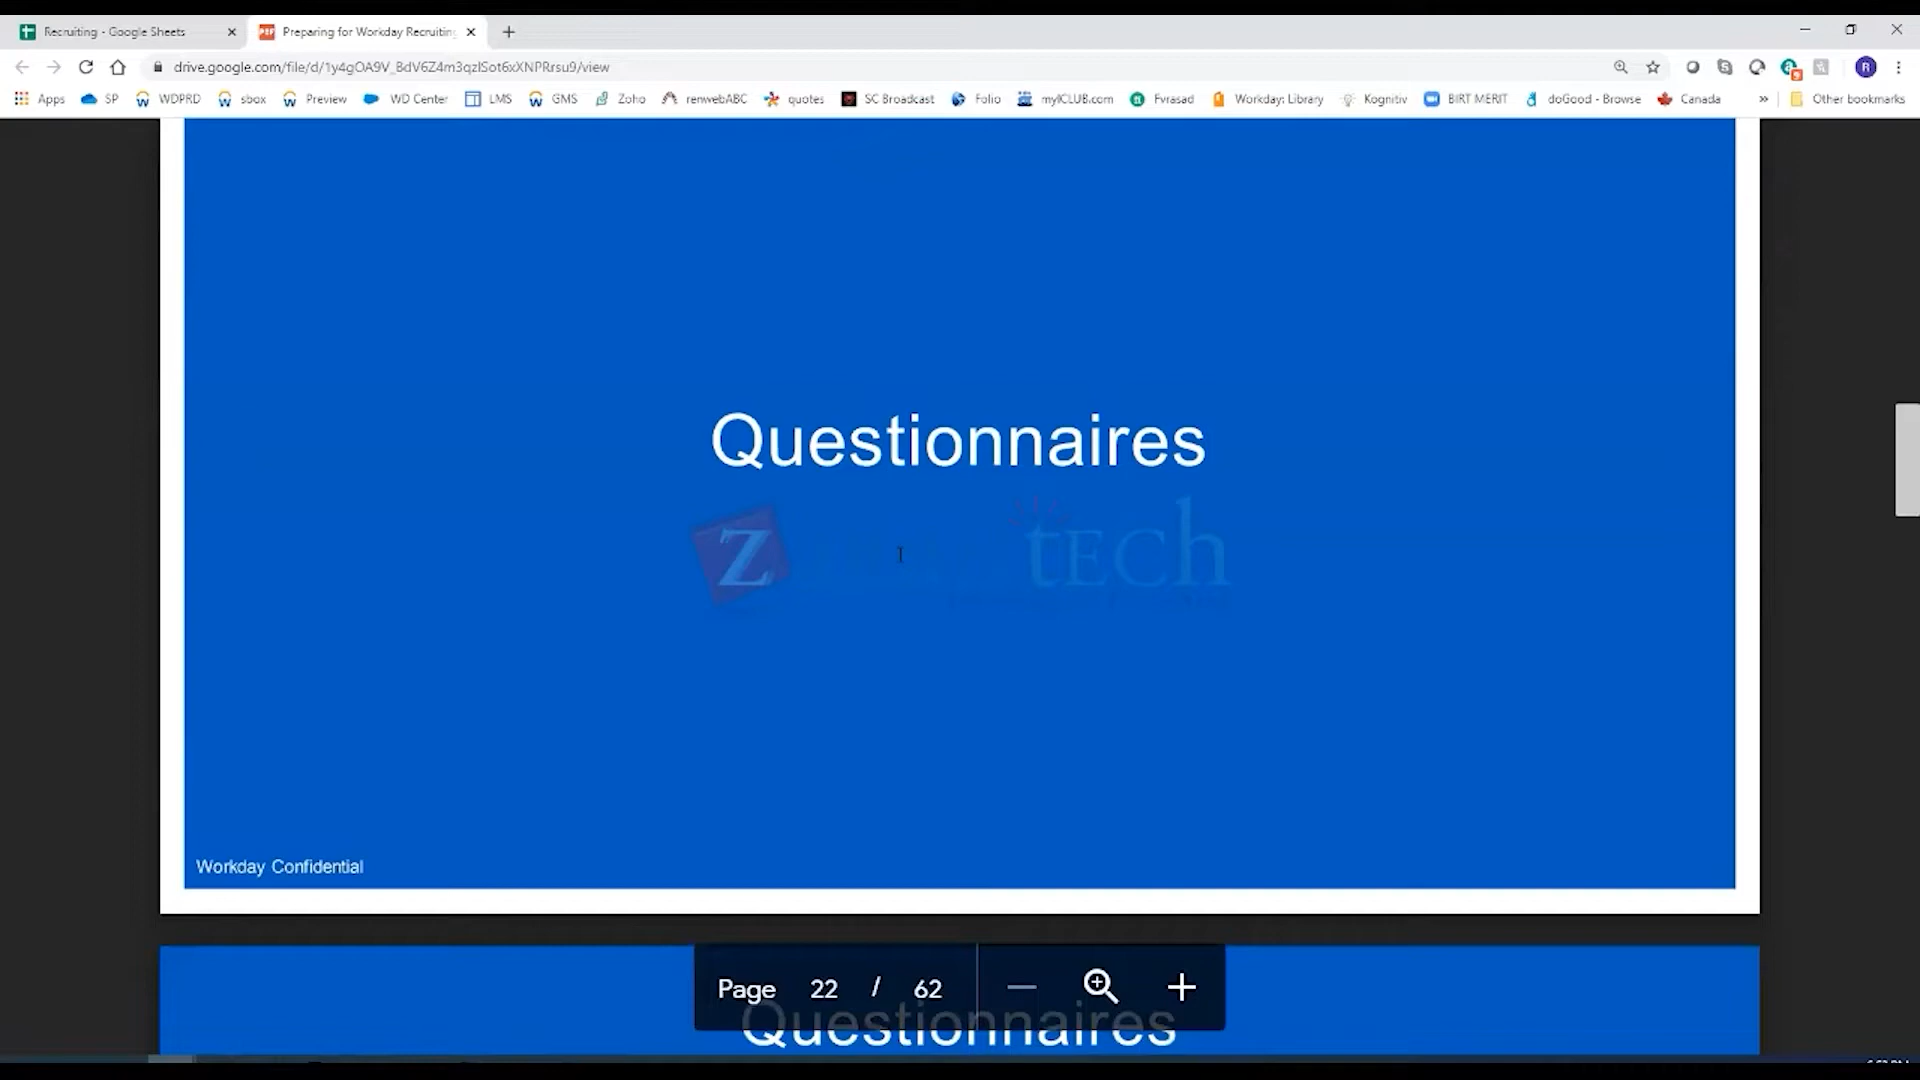 Recruiting - Google Sheets
Preparing for Workday Recruiting
drive.google.com/file/d/1y4gOA9V_BdV6Z4m3qzlSot6xXNPRrsu9/view
Apps SP WDPRD sbox Preview WD Center LMS GMS Zoho renwebABC quotes SC Broadcast Folio myICLUB.com Fvrasad Workday: Library Kognitiv BIRT MERIT doGood - Browse Canada » Other bookmarks
Questionnaires
Z tech
Workday Confidential
Page 22 / 62
Questionnaires